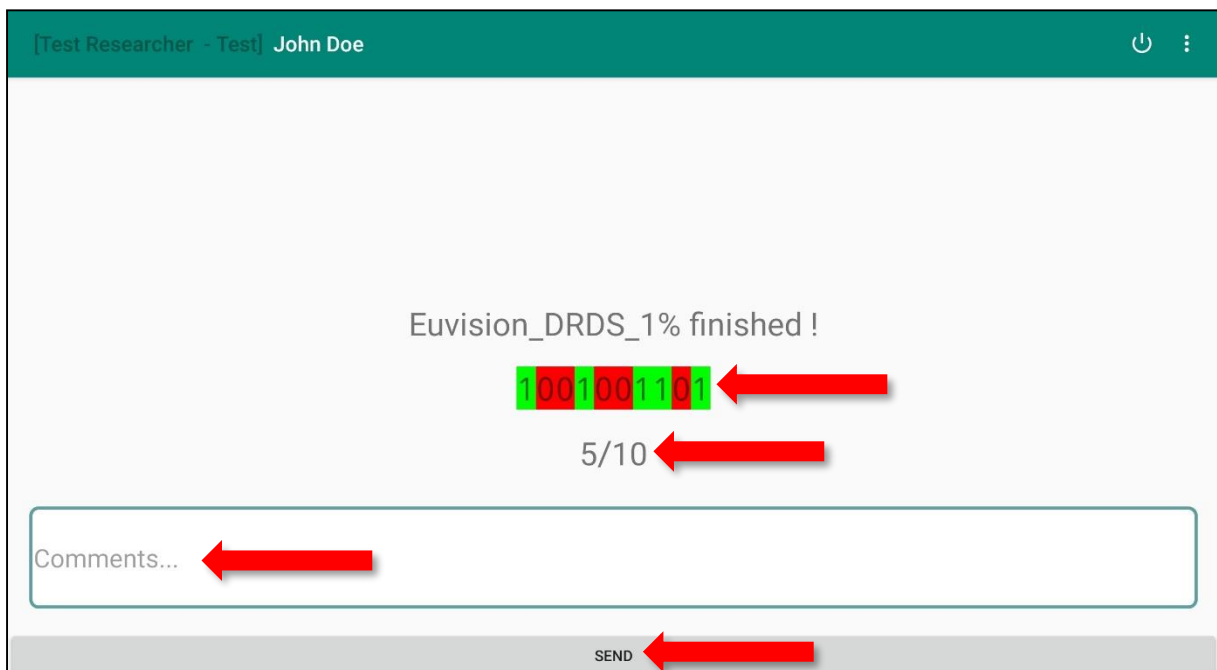 [Test Researcher - Test] John Doe
Euvision_DRDS_1% finished !
1001001101
5/10
Comments...
SEND